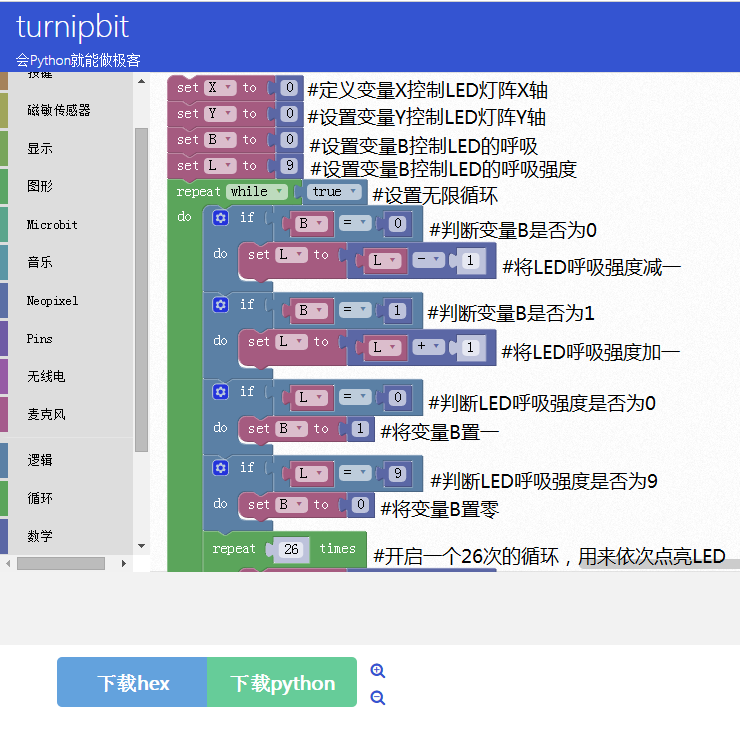 turnipbit
会Python就能做极客
按键
磁敏传感器
显示
图形
Microbit
音乐
Neopixel
Pins
无线电
麦克风
逻辑
循环
数学
set X to 0 #定义变量X控制LED灯阵X轴
set Y to 0 #设置变量Y控制LED灯阵Y轴
set B to 0 #设置变量B控制LED的呼吸
set L to 9 #设置变量B控制LED的呼吸强度
repeat while true #设置无限循环
do if B = 0 #判断变量B是否为0
do set L to L - 1 #将LED呼吸强度减一
if B = 1 #判断变量B是否为1
do set L to L + 1 #将LED呼吸强度加一
if L = 0 #判断LED呼吸强度是否为0
do set B to 1 #将变量B置一
if L = 9 #判断LED呼吸强度是否为9
do set B to 0 #将变量B置零
repeat 26 times #开启一个26次的循环，用来依次点亮LED
下载hex
下载python